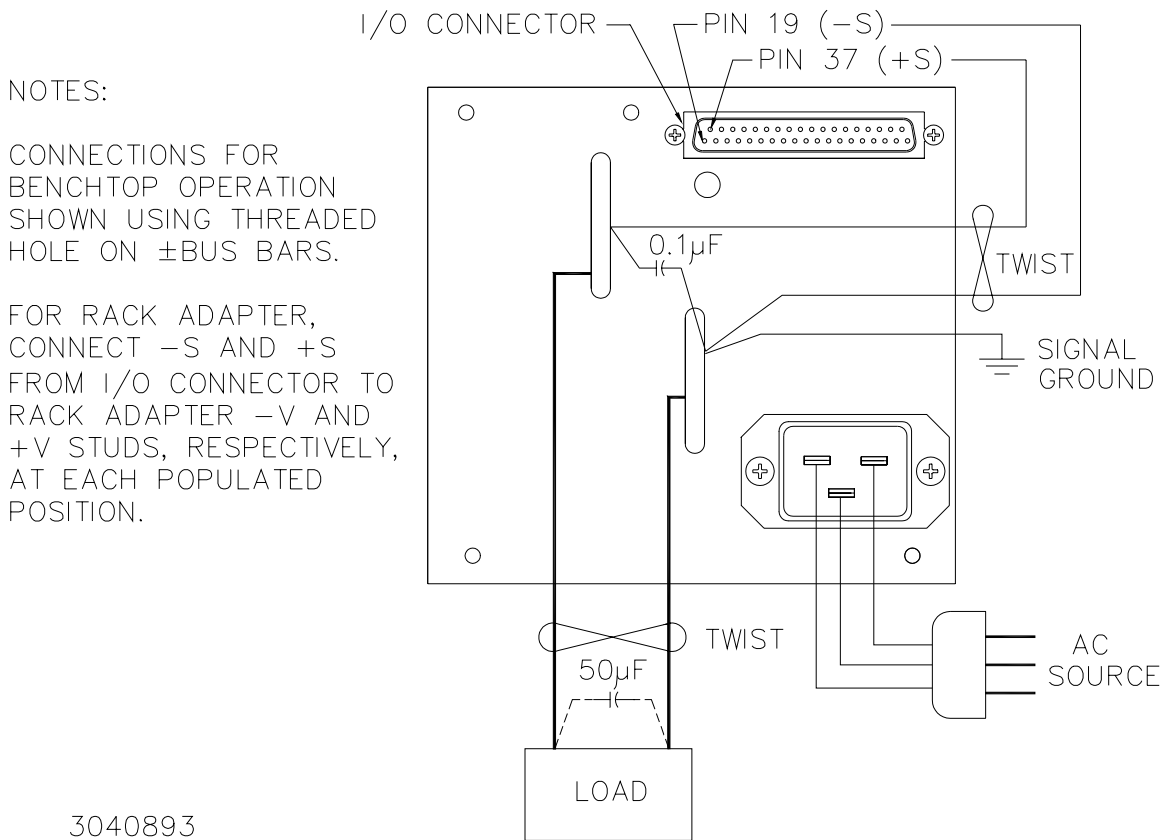 I/O CONNECTOR
PIN 19 (−S)
PIN 37 (+S)
NOTES:
CONNECTIONS FOR
BENCHTOP OPERATION
SHOWN USING THREADED
HOLE ON ±BUS BARS.
FOR RACK ADAPTER,
CONNECT −S AND +S
FROM I/O CONNECTOR TO
RACK ADAPTER −V AND
+V STUDS, RESPECTIVELY,
AT EACH POPULATED
POSITION.
0.1µF
TWIST
SIGNAL
GROUND
TWIST
50µF
AC
SOURCE
LOAD
3040893